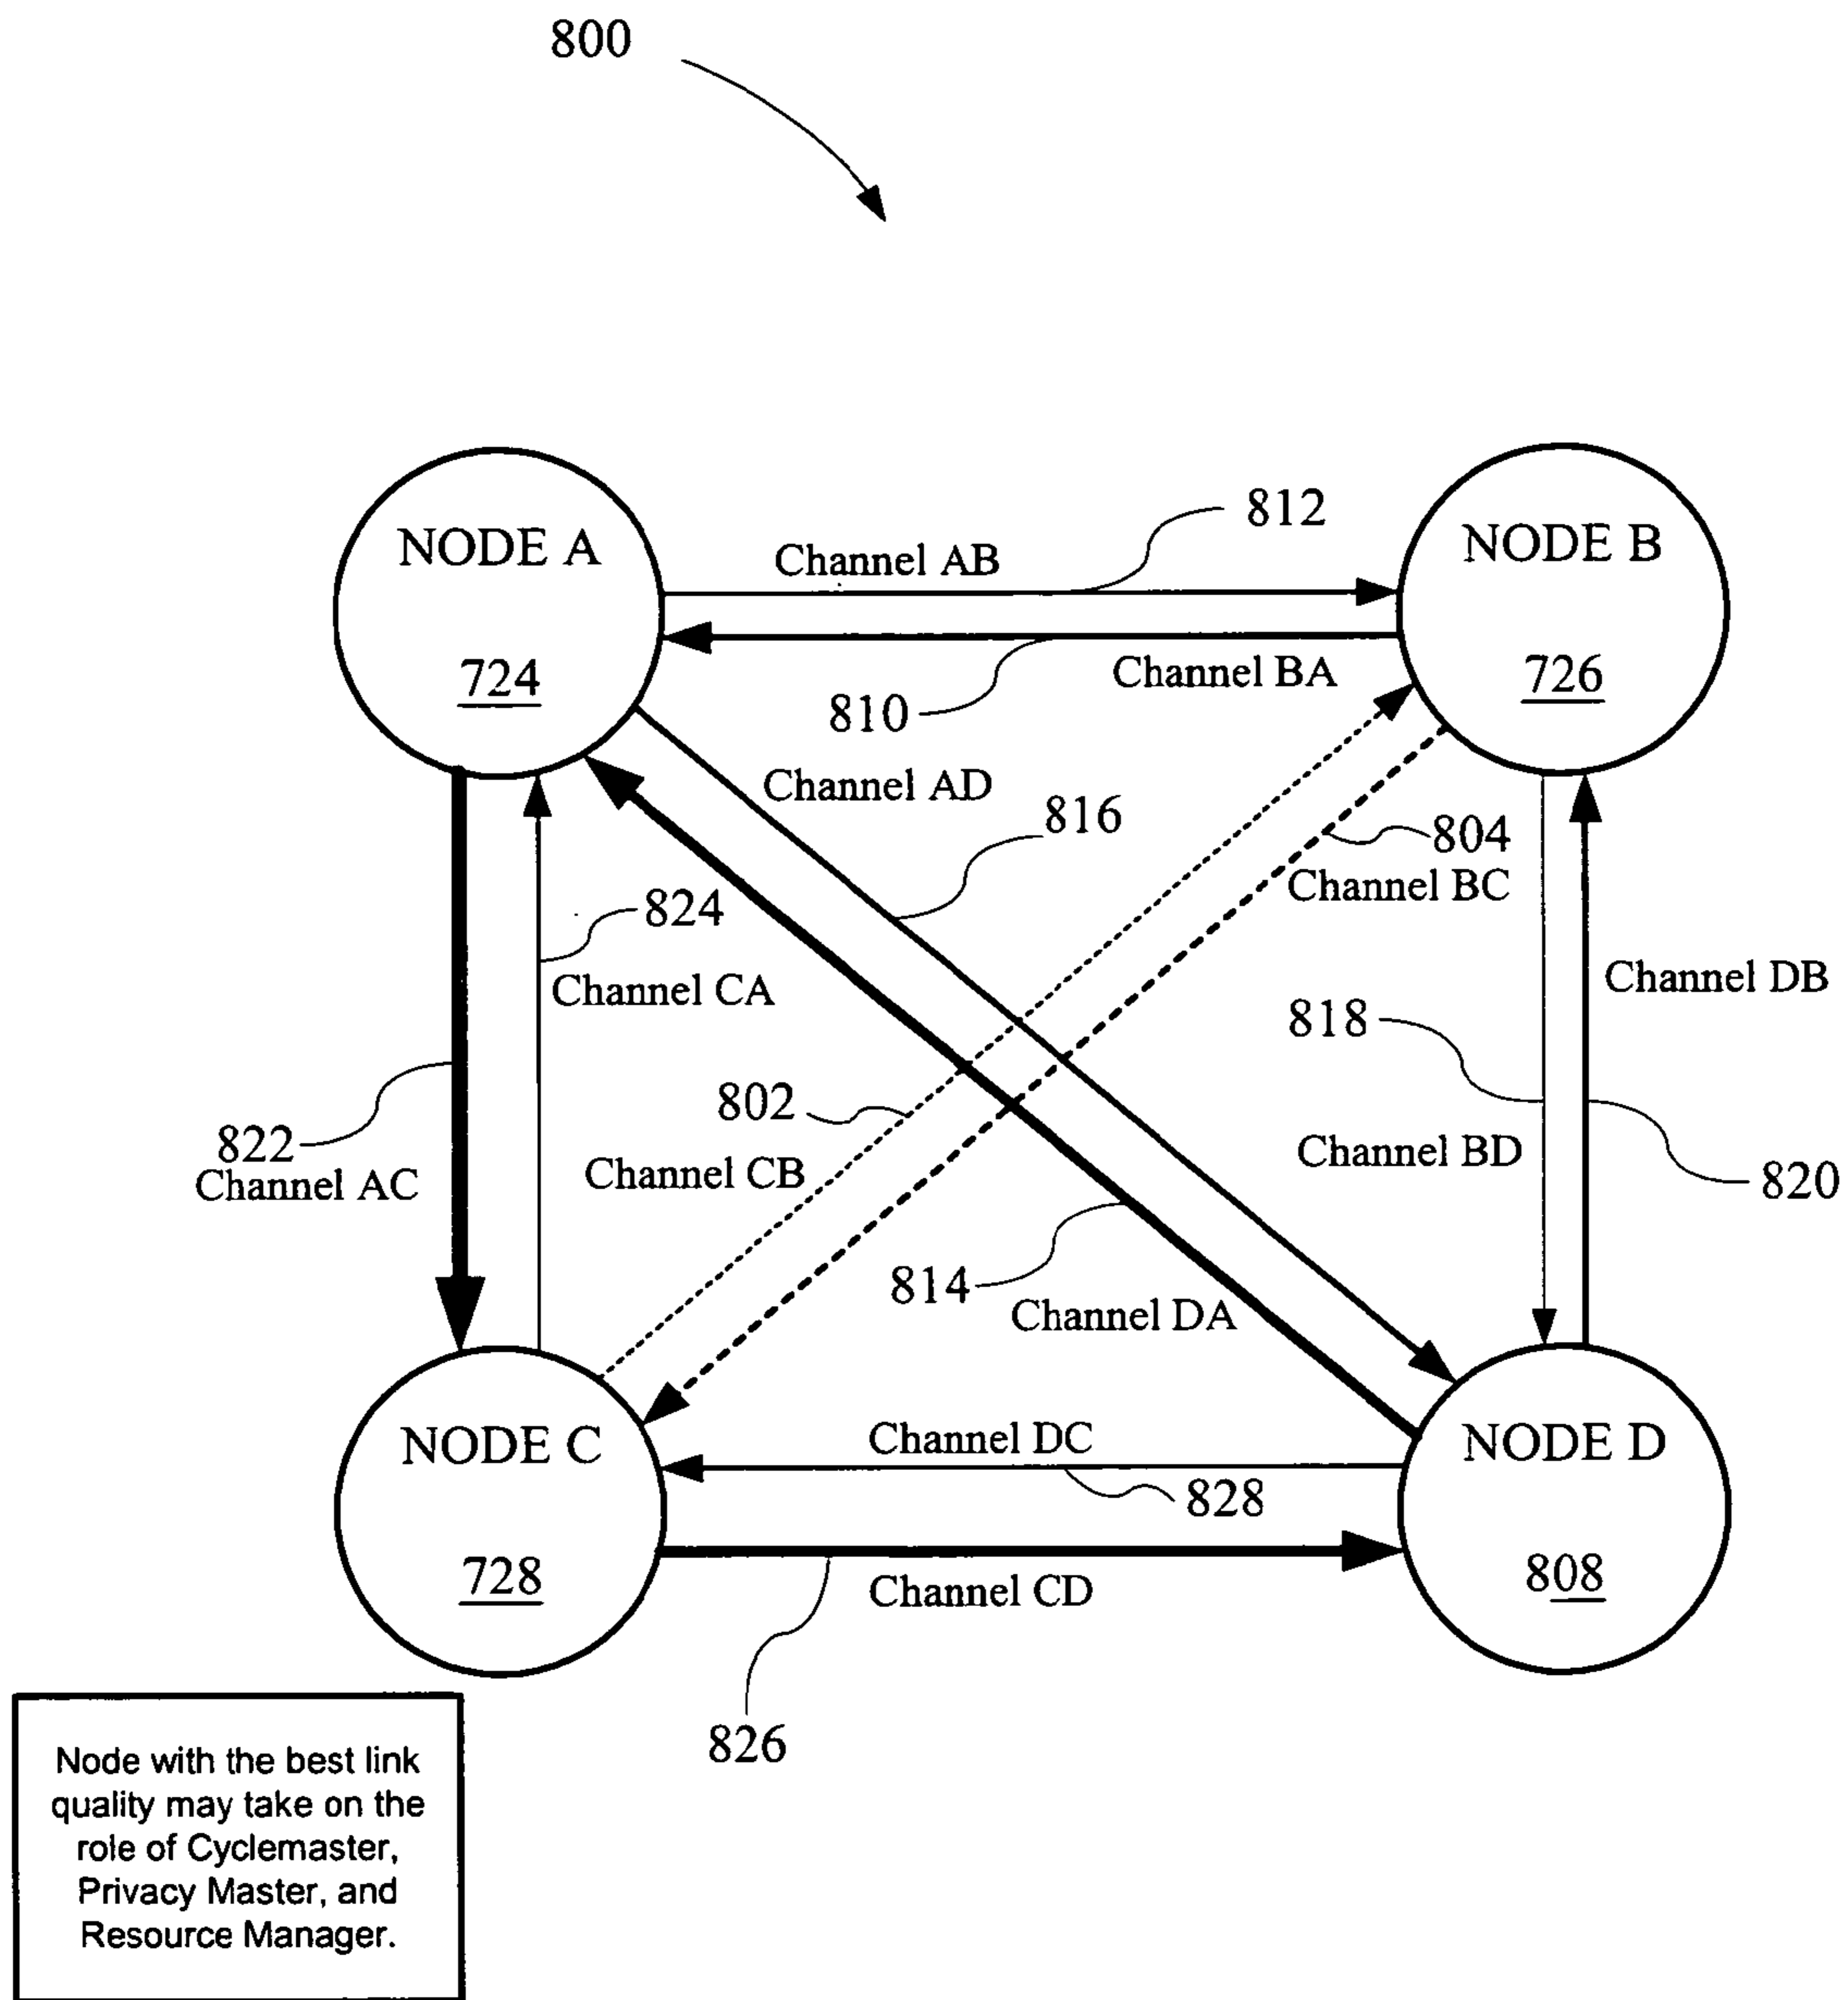 800
812
NODE A
NODE B
Channel AB
724
726
Channel BA
810
Channel AD
816
804
Channel BC
824
Channel CA
Channel DB
818
802
822
Channel AC
Channel CB
Channel BD
820
814
Channel DA
NODE C
Channel DC
NODE D
828
728
808
Channel CD
826
Node with the best link
quality may take on the
role of Cyclemaster,
Privacy Master, and
Resource Manager.